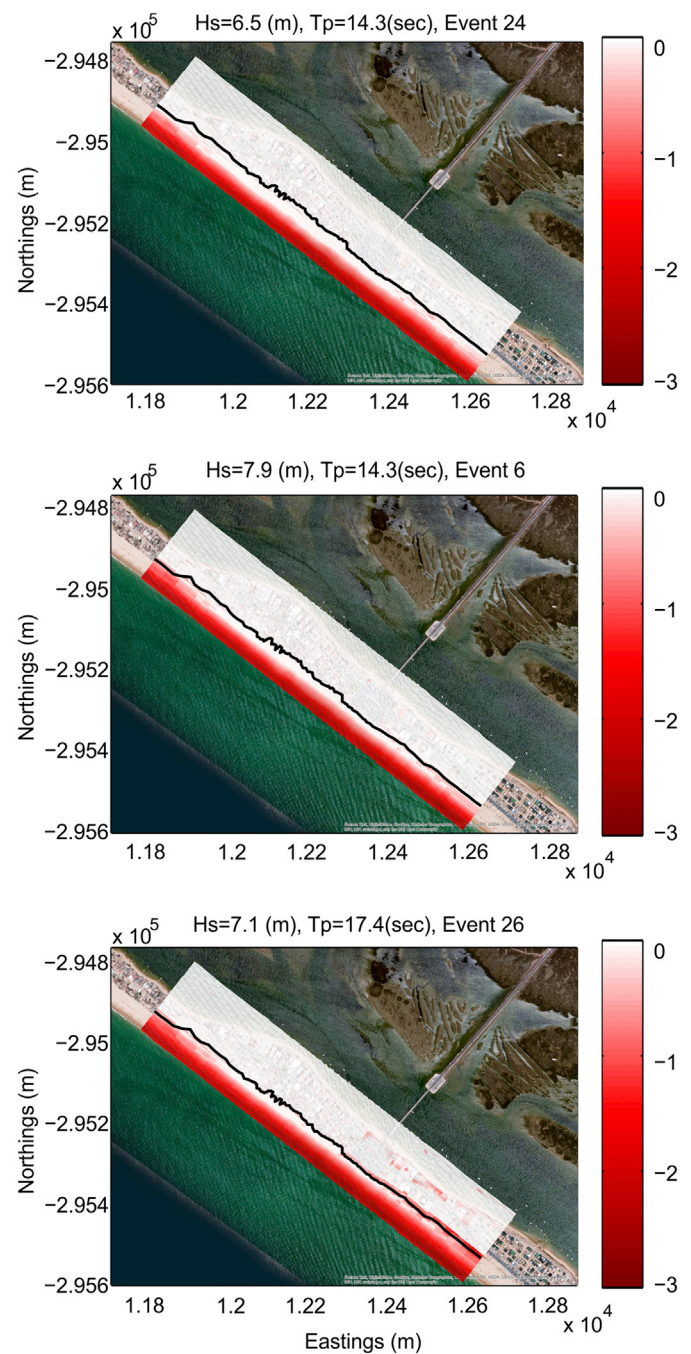 Hs=6.5 (m), Tp=14.3(sec), Event 24
x 10^5
−2.948
−2.95
−2.952
−2.954
−2.956
Northings (m)
1.18 1.2 1.22 1.24 1.26 1.28
x 10^4
0
−1
−2
−3
Hs=7.9 (m), Tp=14.3(sec), Event 6
x 10^5
−2.948
−2.95
−2.952
−2.954
−2.956
Northings (m)
1.18 1.2 1.22 1.24 1.26 1.28
x 10^4
0
−1
−2
−3
Hs=7.1 (m), Tp=17.4(sec), Event 26
x 10^5
−2.948
−2.95
−2.952
−2.954
−2.956
Northings (m)
1.18 1.2 1.22 1.24 1.26 1.28
x 10^4
Eastings (m)
0
−1
−2
−3